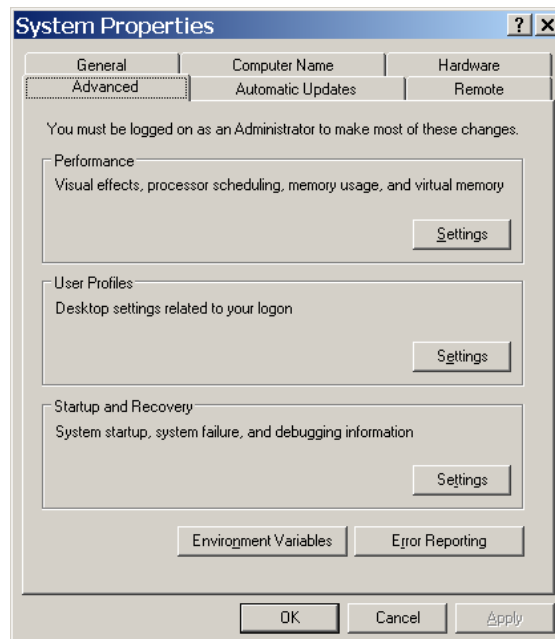 System Properties
General Computer Name Hardware
Advanced Automatic Updates Remote
You must be logged on as an Administrator to make most of these changes.
Performance
Visual effects, processor scheduling, memory usage, and virtual memory
Settings
User Profiles
Desktop settings related to your logon
Settings
Startup and Recovery
System startup, system failure, and debugging information
Settings
Environment Variables Error Reporting
OK Cancel Apply